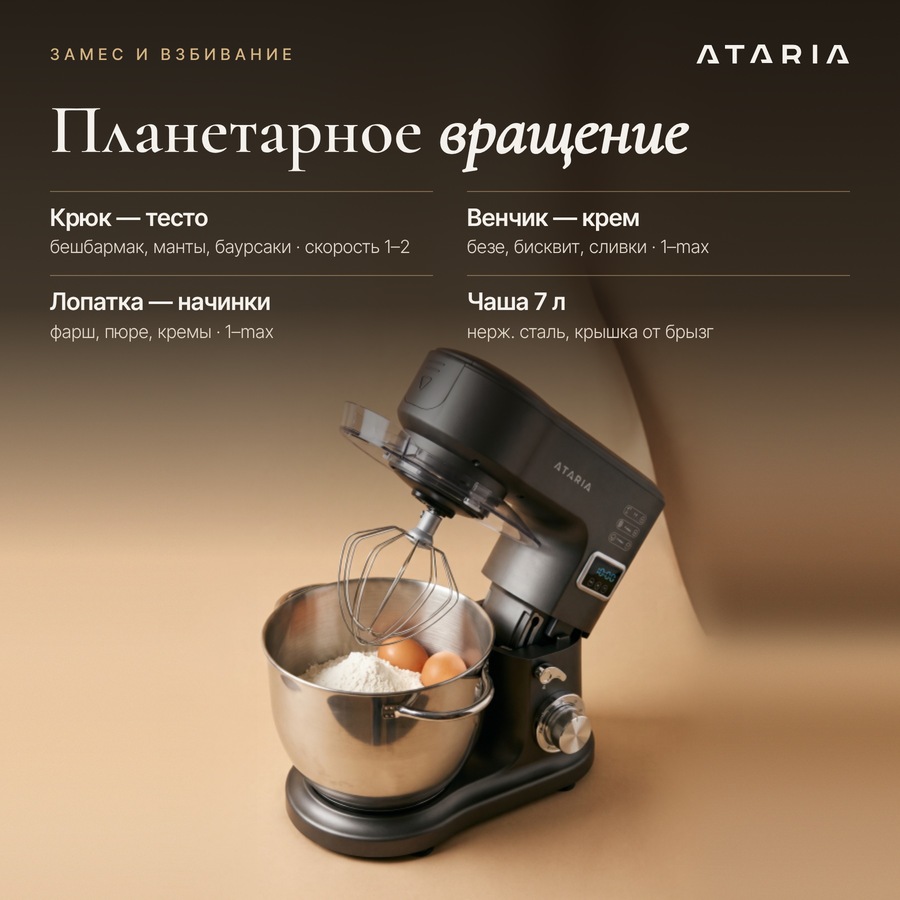 ЗАМЕС И ВЗБИВАНИЕ
ATARIA
Планетарное вращение
Крюк — тесто
бешбармак, манты, баурсаки · скорость 1–2
Венчик — крем
безе, бисквит, сливки · 1–max
Лопатка — начинки
фарш, пюре, кремы · 1–max
Чаша 7 л
нерж. сталь, крышка от брызг
ATARIA